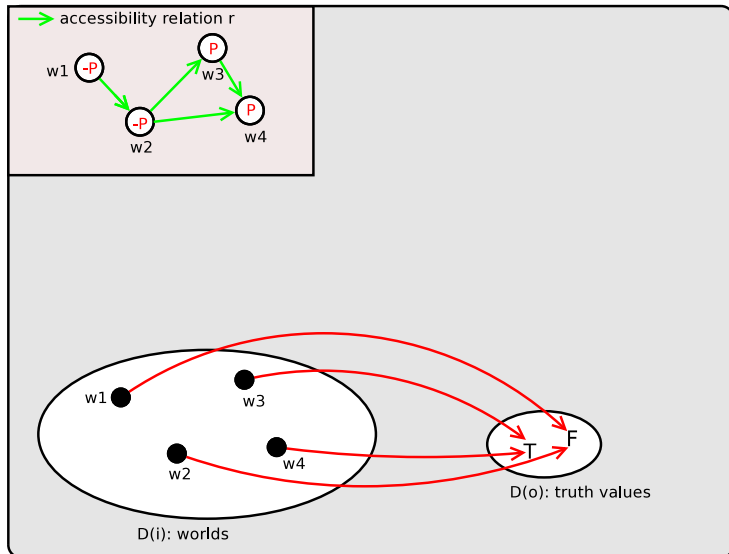 accessibility relation r
P
w1
-P
w3
P
-P
w4
w2
w1
w3
w2
w4
T
F
D(o): truth values
D(i): worlds